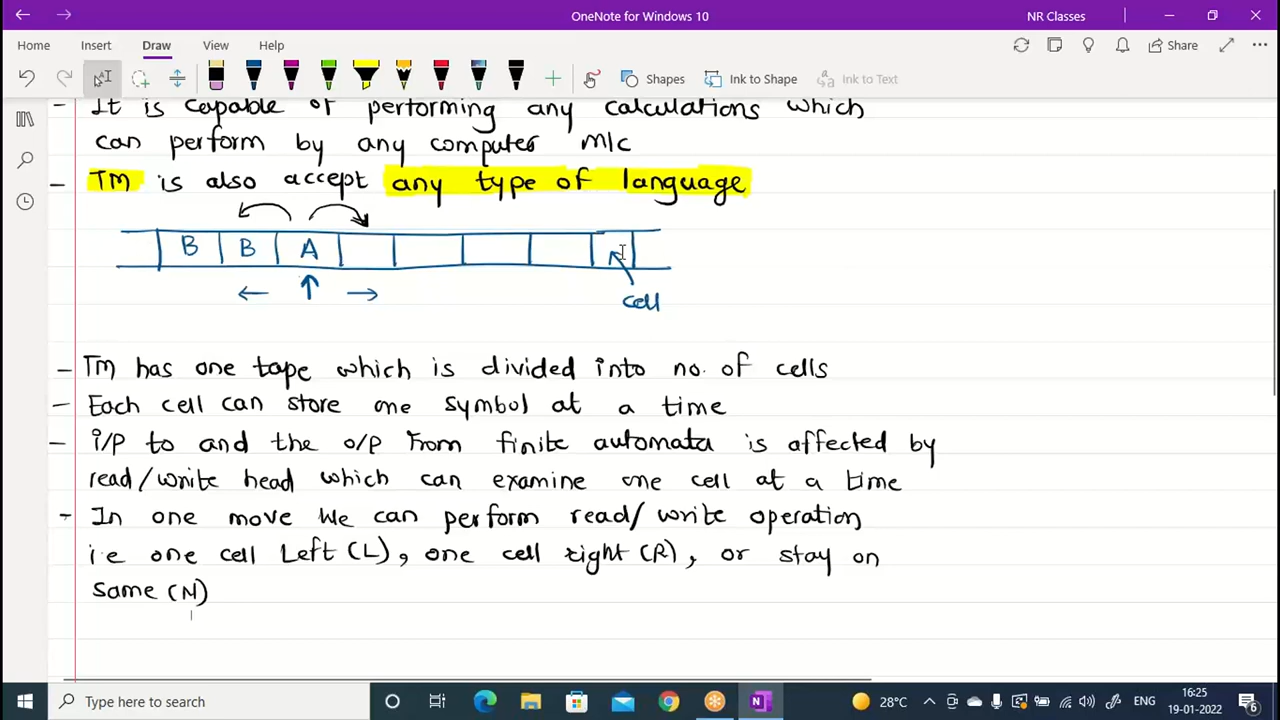 OneNote for Windows 10
NR Classes
Home Insert Draw View Help
Share
Shapes Ink to Shape Ink to Text
- It is capable of performing any calculations which
can perform by any computer M/c
- TM is also accept any type of language
B B A
← ↑ → cell
- TM has one tape which is divided into no. of cells
- Each cell can store one symbol at a time
- i/p to and the o/p from finite automata is affected by
read/write head which can examine one cell at a time
- In one move We can perform read/write operation
i.e one cell Left (L), one cell right (R), or stay on
Same (N)
Type here to search
28°C
ENG
16:25
19-01-2022
6